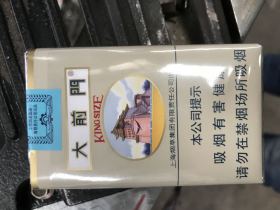 大前門
KING SIZE
上海烟草集团有限责任公司
本公司提示
吸烟有害健
请勿在禁烟场所吸烟